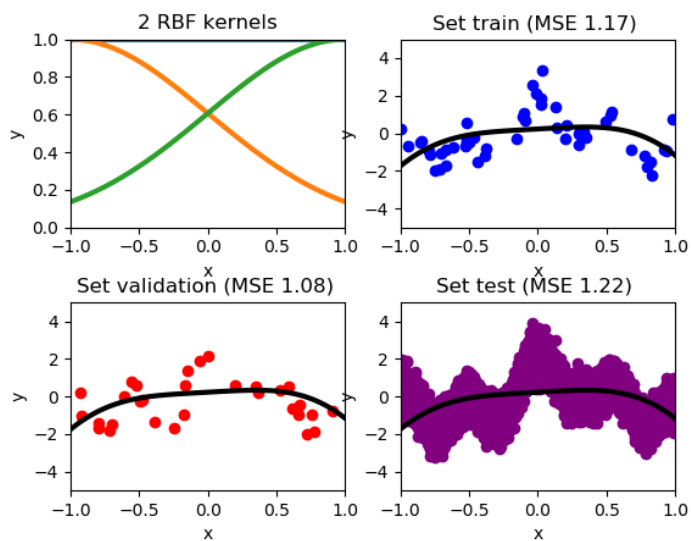 2 RBF kernels
y
1.0
0.8
0.6
0.4
0.2
0.0
−1.0 −0.5 0.0 0.5 1.0
x
Set train (MSE 1.17)
y
4
2
0
−2
−4
−1.0 −0.5 0.0 0.5 1.0
x
Set validation (MSE 1.08)
y
4
2
0
−2
−4
−1.0 −0.5 0.0 0.5 1.0
x
Set test (MSE 1.22)
y
4
2
0
−2
−4
−1.0 −0.5 0.0 0.5 1.0
x